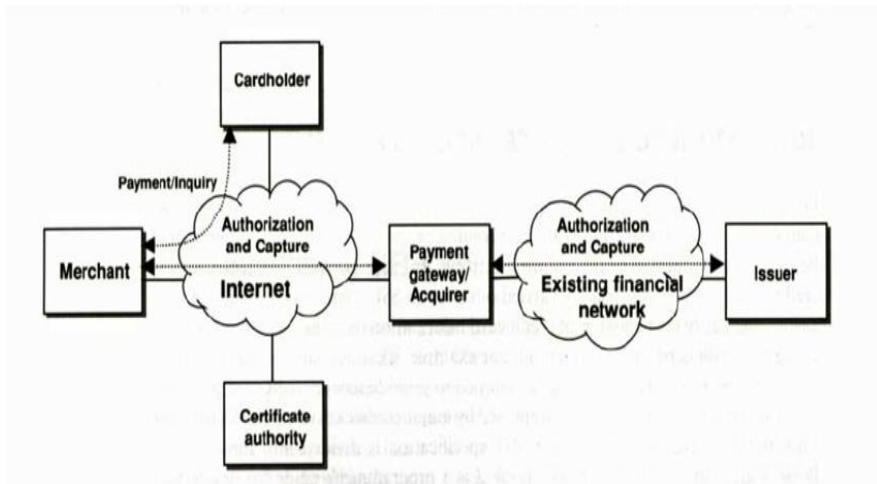 Cardholder
Payment/Inquiry
Authorization
and Capture
Authorization
and Capture
Merchant
Internet
Payment
gateway/
Acquirer
Existing financial
network
Issuer
Certificate
authority